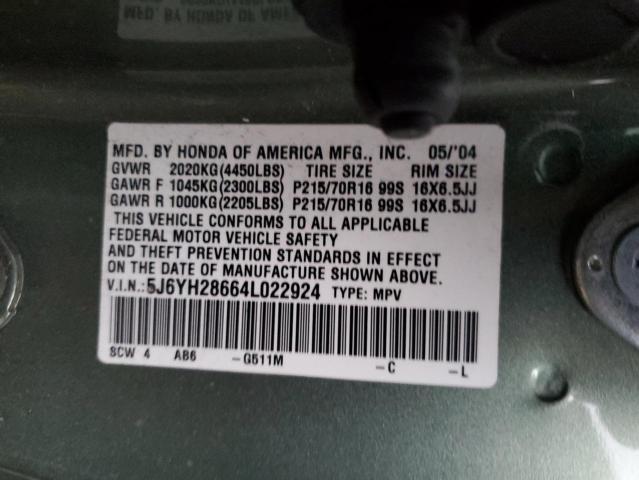 MFD. BY HONDA OF AMERICA MFG., INC. 05/'04
GVWR 2020KG(4450LBS) TIRE SIZE RIM SIZE
GAWR F 1045KG(2300LBS) P215/70R16 99S 16X6.5JJ
GAWR R 1000KG(2205LBS) P215/70R16 99S 16X6.5JJ
THIS VEHICLE CONFORMS TO ALL APPLICABLE
FEDERAL MOTOR VEHICLE SAFETY
AND THEFT PREVENTION STANDARDS IN EFFECT
ON THE DATE OF MANUFACTURE SHOWN ABOVE.
V.I.N.:5J6YH28664L022924 TYPE: MPV
SCW 4 AB6 -G511M -C -L